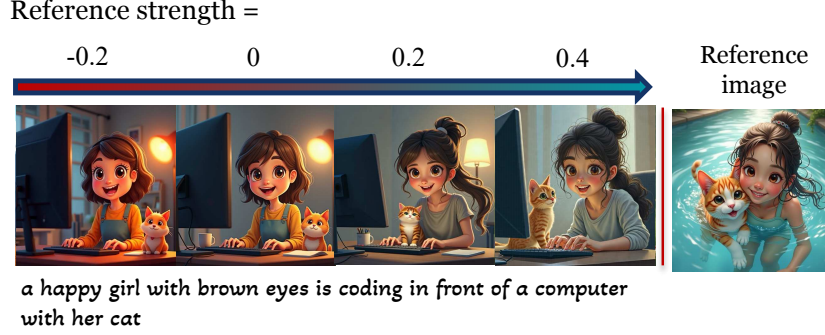 Reference strength =
-0.2 0 0.2 0.4
Reference
image
a happy girl with brown eyes is coding in front of a computer
with her cat